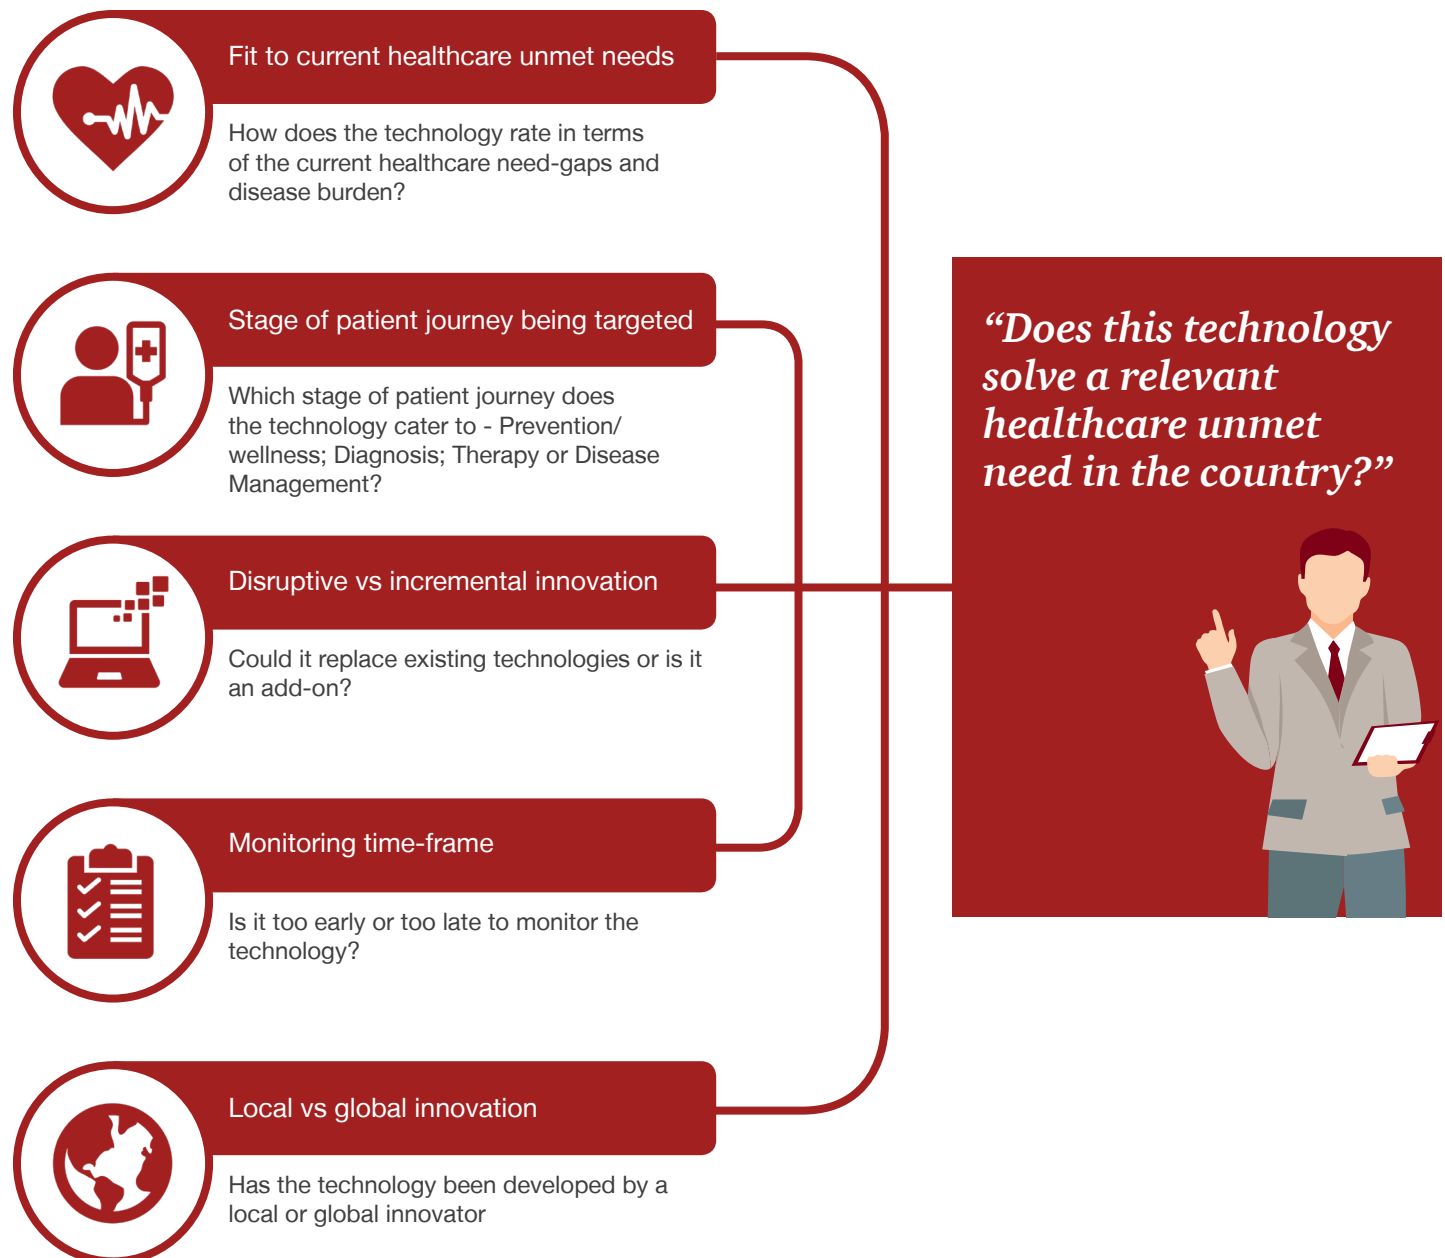 Fit to current healthcare unmet needs
How does the technology rate in terms
of the current healthcare need-gaps and
disease burden?
Stage of patient journey being targeted
Which stage of patient journey does
the technology cater to - Prevention/
wellness; Diagnosis; Therapy or Disease
Management?
Disruptive vs incremental innovation
Could it replace existing technologies or is it
an add-on?
Monitoring time-frame
Is it too early or too late to monitor the
technology?
Local vs global innovation
Has the technology been developed by a
local or global innovator
“Does this technology
solve a relevant
healthcare unmet
need in the country?”